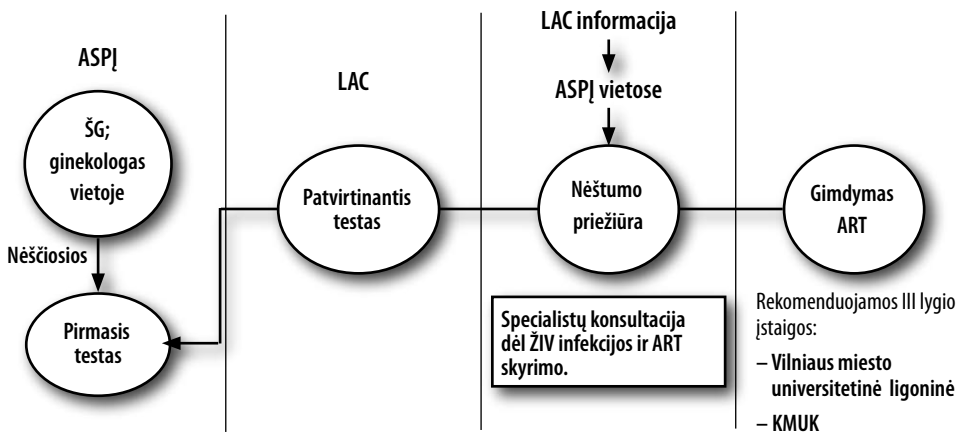 ASPĮ
ŠG;
ginekologas
vietoje
Nėščiosios
Pirmasis
testas
LAC
Patvirtinantis
testas
LAC informacija
ASPĮ vietose
Nėštumo
priežiūra
Specialistų konsultacija
dėl ŽIV infekcijos ir ART
skyrimo.
Gimdymas
ART
Rekomenduojamos III lygio
įstaigos:
– Vilniaus miesto
universitetinė ligoninė
– KMUK